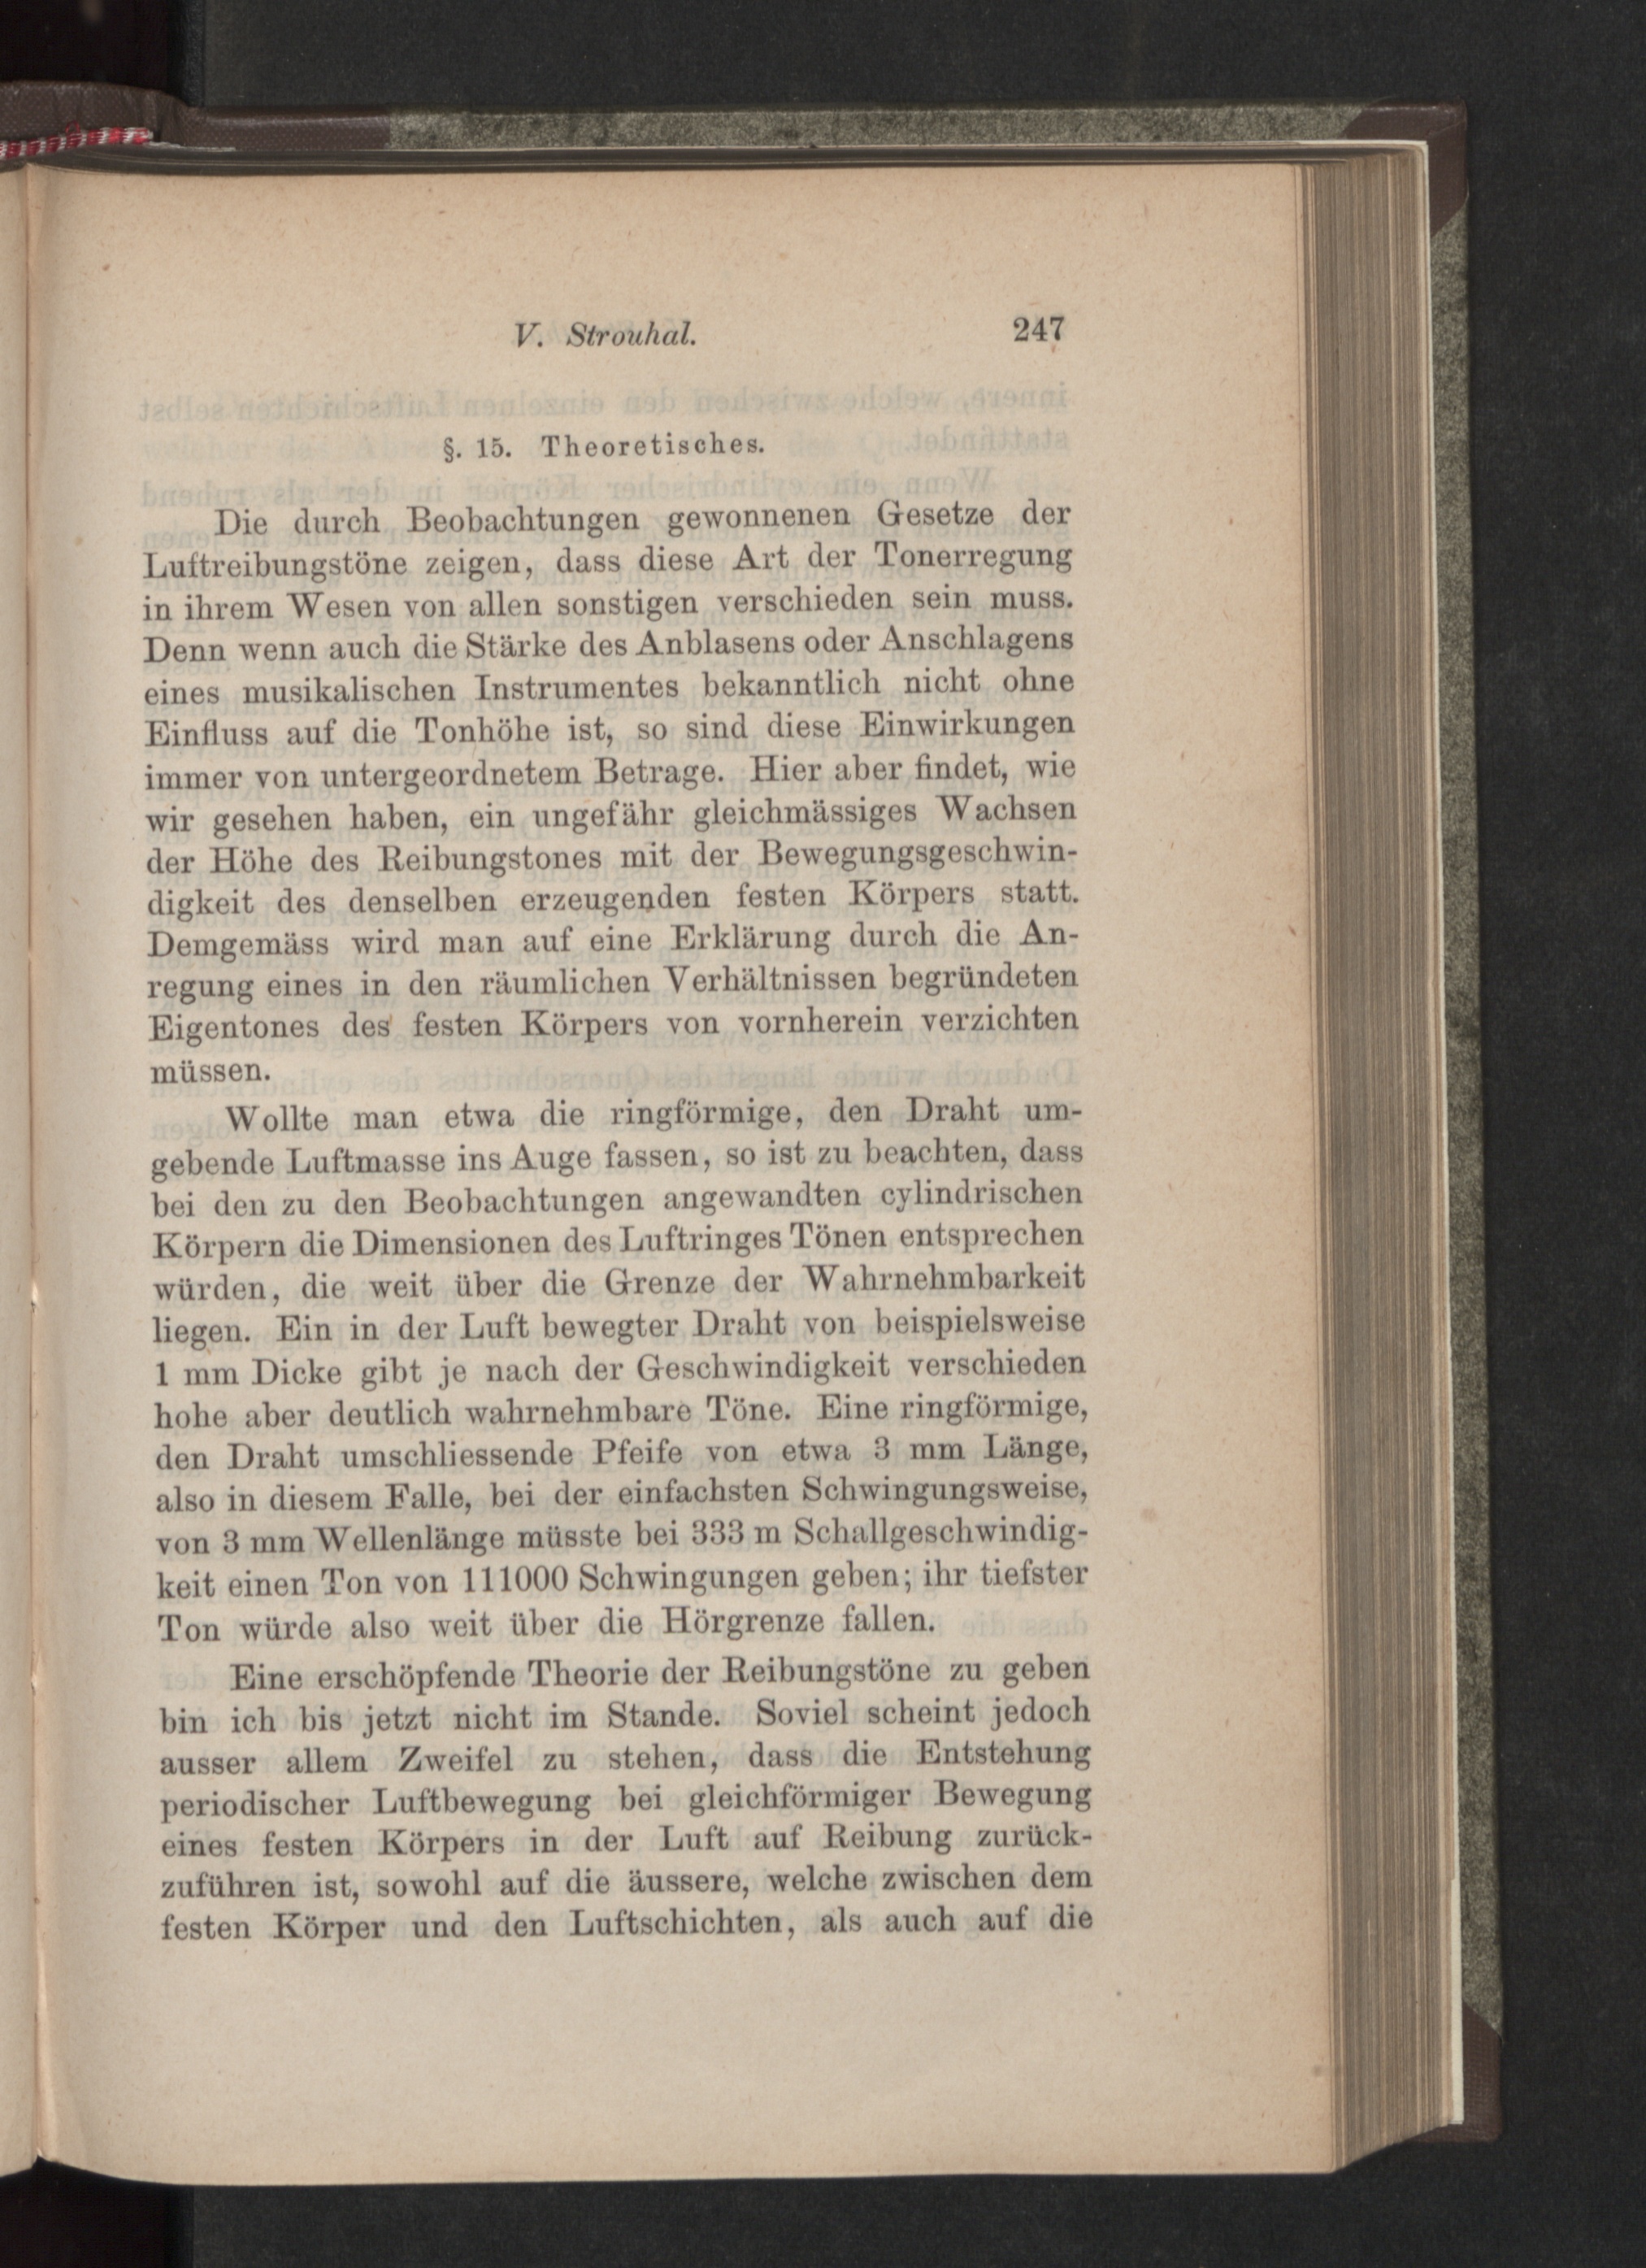 V. Strouhal. 247
§. 15. Theoretisches.
Die durch Beobachtungen gewonnenen Gesetze der
Luftreibungstöne zeigen, dass diese Art der Tonerregung
in ihrem Wesen von allen sonstigen verschieden sein muss.
Denn wenn auch die Stärke des Anblasens oder Anschlagens
eines musikalischen Instrumentes bekanntlich nicht ohne
Einfluss auf die Tonhöhe ist, so sind diese Einwirkungen
immer von untergeordnetem Betrage. Hier aber findet, wie
wir gesehen haben, ein ungefähr gleichmässiges Wachsen
der Höhe des Reibungstones mit der Bewegungsgeschwin-
digkeit des denselben erzeugenden festen Körpers statt.
Demgemäss wird man auf eine Erklärung durch die An-
regung eines in den räumlichen Verhältnissen begründeten
Eigentones des festen Körpers von vornherein verzichten
müssen.
Wollte man etwa die ringförmige, den Draht um-
gebende Luftmasse ins Auge fassen, so ist zu beachten, dass
bei den zu den Beobachtungen angewandten cylindrischen
Körpern die Dimensionen des Luftringes Tönen entsprechen
würden, die weit über die Grenze der Wahrnehmbarkeit
liegen. Ein in der Luft bewegter Draht von beispielsweise
1 mm Dicke gibt je nach der Geschwindigkeit verschieden
hohe aber deutlich wahrnehmbare Töne. Eine ringförmige,
den Draht umschliessende Pfeife von etwa 3 mm Länge,
also in diesem Falle, bei der einfachsten Schwingungsweise,
von 3 mm Wellenlänge müsste bei 333 m Schallgeschwindig-
keit einen Ton von 111000 Schwingungen geben; ihr tiefster
Ton würde also weit über die Hörgrenze fallen.
Eine erschöpfende Theorie der Reibungstöne zu geben
bin ich bis jetzt nicht im Stande. Soviel scheint jedoch
ausser allem Zweifel zu stehen, dass die Entstehung
periodischer Luftbewegung bei gleichförmiger Bewegung
eines festen Körpers in der Luft auf Reibung zurück-
zuführen ist, sowohl auf die äussere, welche zwischen dem
festen Körper und den Luftschichten, als auch auf die